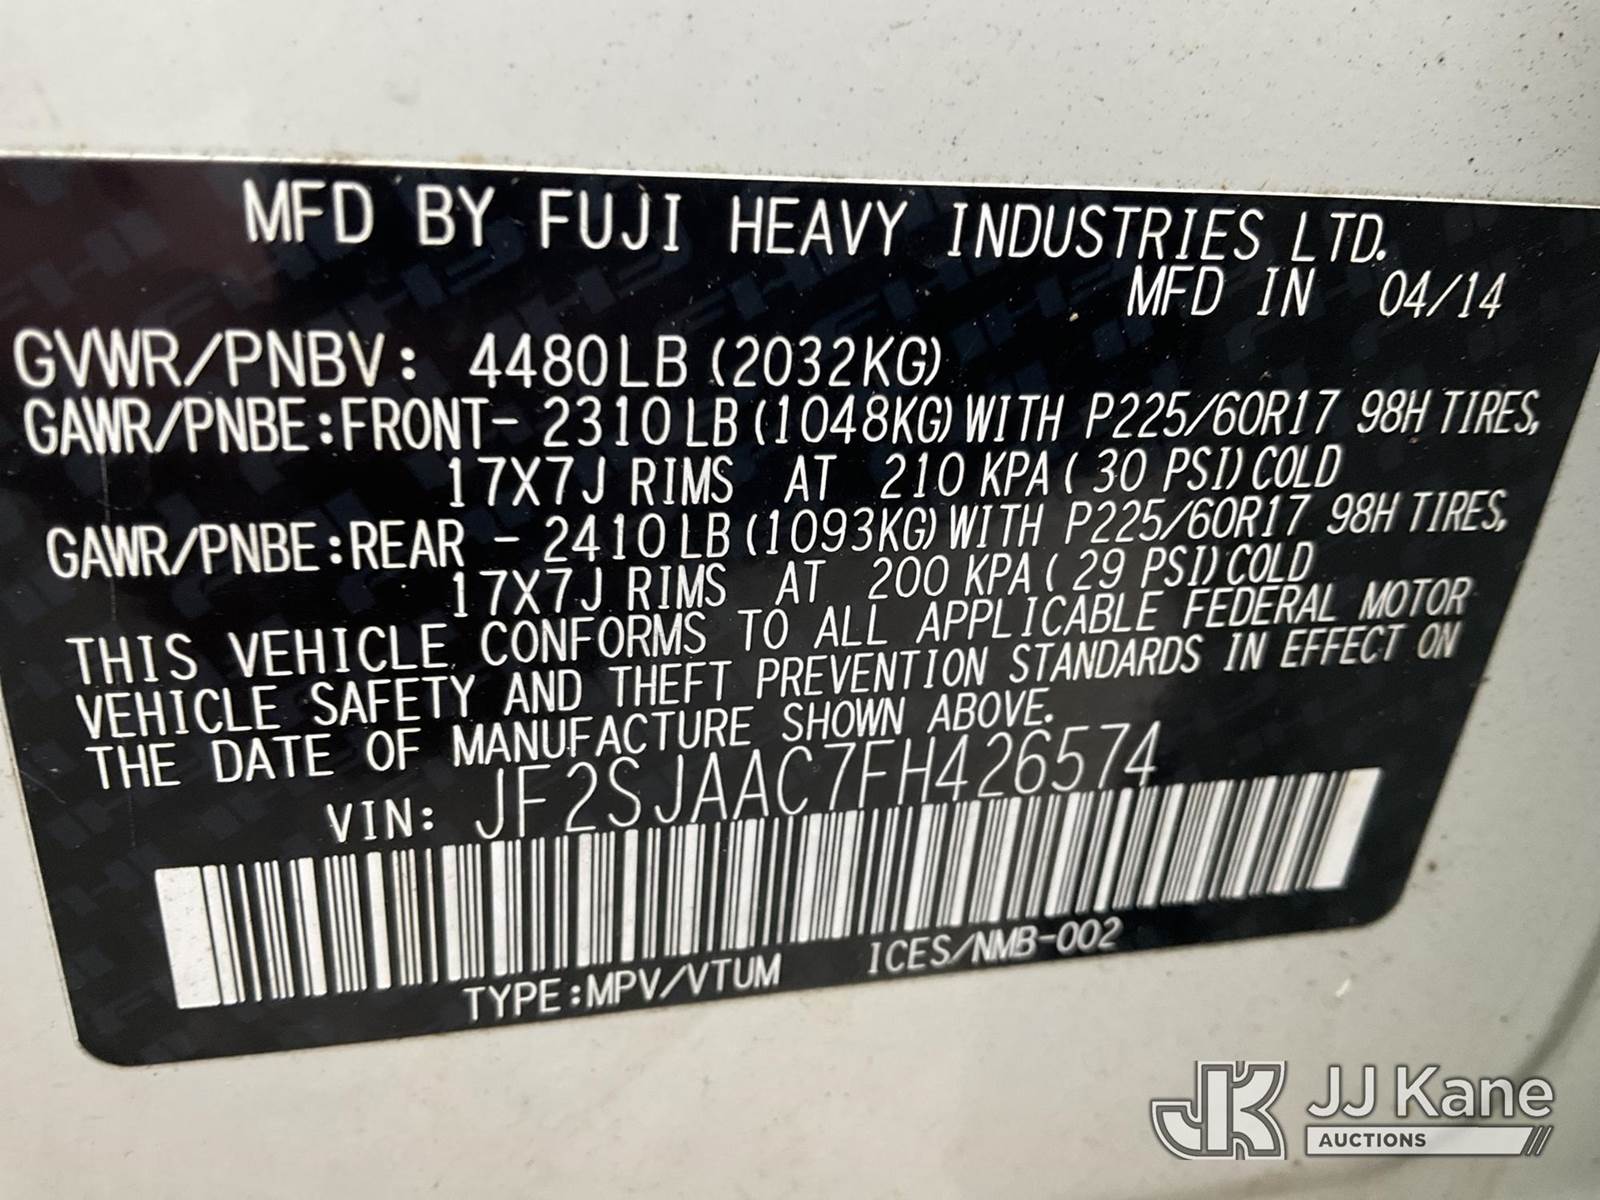 MFD BY FUJI HEAVY INDUSTRIES LTD.
MFD IN 04/14
GVWR/PNBV: 4480LB (2032KG)
GAWR/PNBE:FRONT- 2310LB (1048KG) WITH P225/60R17 98H TIRES,
17X7J RIMS AT 210 KPA ( 30 PSI) COLD
GAWR/PNBE:REAR - 2410LB (1093KG) WITH P225/60R17 98H TIRES,
17X7J RIMS AT 200 KPA ( 29 PSI) COLD
THIS VEHICLE CONFORMS TO ALL APPLICABLE FEDERAL MOTOR
VEHICLE SAFETY AND THEFT PREVENTION STANDARDS IN EFFECT ON
THE DATE OF MANUFACTURE SHOWN ABOVE.
VIN: JF2SJAAC7FH426574
TYPE:MPV/VTUM ICES/NMB-002
JK JJ Kane
AUCTIONS